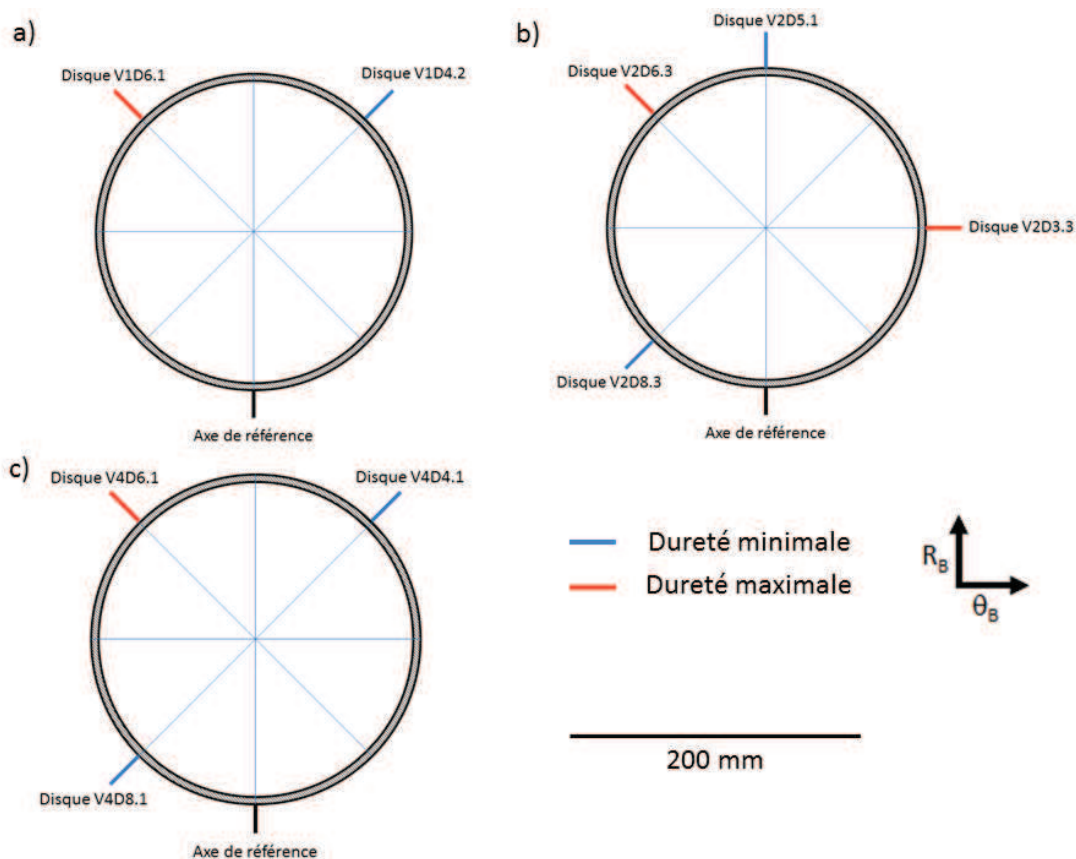 a)
Disque V1D6.1
Disque V1D4.2
Axe de référence
b)
Disque V2D5.1
Disque V2D6.3
Disque V2D3.3
Disque V2D8.3
Axe de référence
c)
Disque V4D6.1
Disque V4D4.1
Disque V4D8.1
Axe de référence
Dureté minimale
Dureté maximale
R_B
θ_B
200 mm